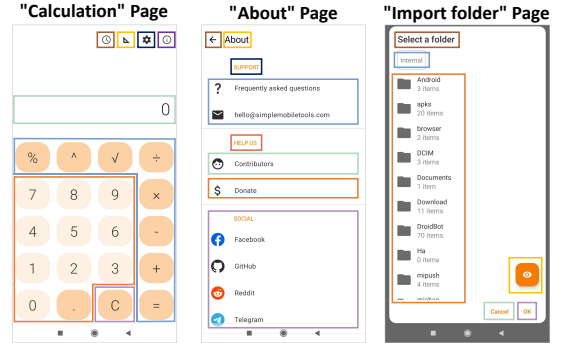 "Calculation" Page
"About" Page
"Import folder" Page
0
% ^ √ ÷
7 8 9 ×
4 5 6 -
1 2 3 +
0 . C =
About
SUPPORT
? Frequently asked questions
hello@simplemobiletools.com
HELP US
Contributors
$ Donate
SOCIAL
Facebook
GitHub
Reddit
Telegram
Select a folder
Internal
Android
3 items
apks
20 items
browser
2 items
DCIM
3 items
Documents
1 item
Download
11 items
DroidBot
70 items
Ha
0 items
mipush
4 items
Cancel OK